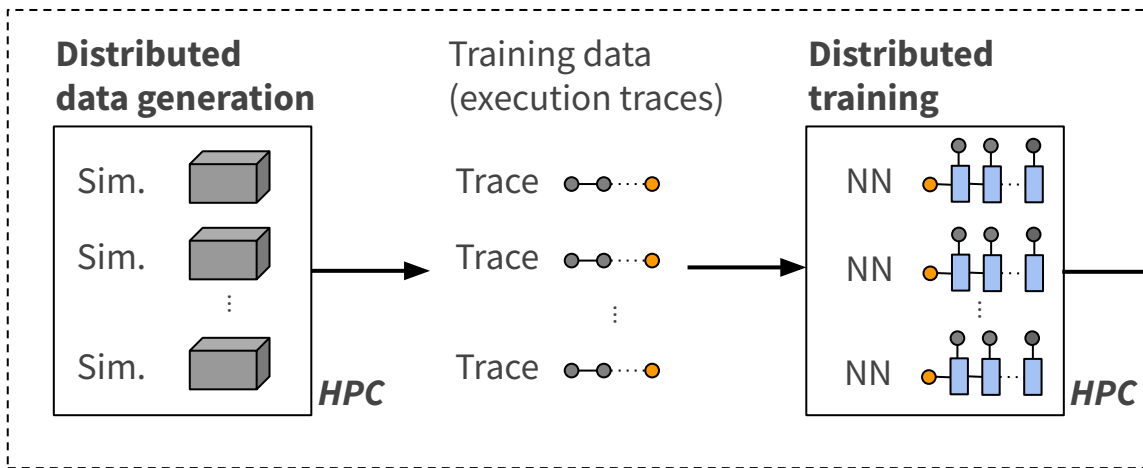 Distributed
data generation
Sim.
Sim.
⋮
Sim.
HPC
Training data
(execution traces)
Trace
Trace
⋮
Trace
Distributed
training
NN
NN
⋮
NN
HPC